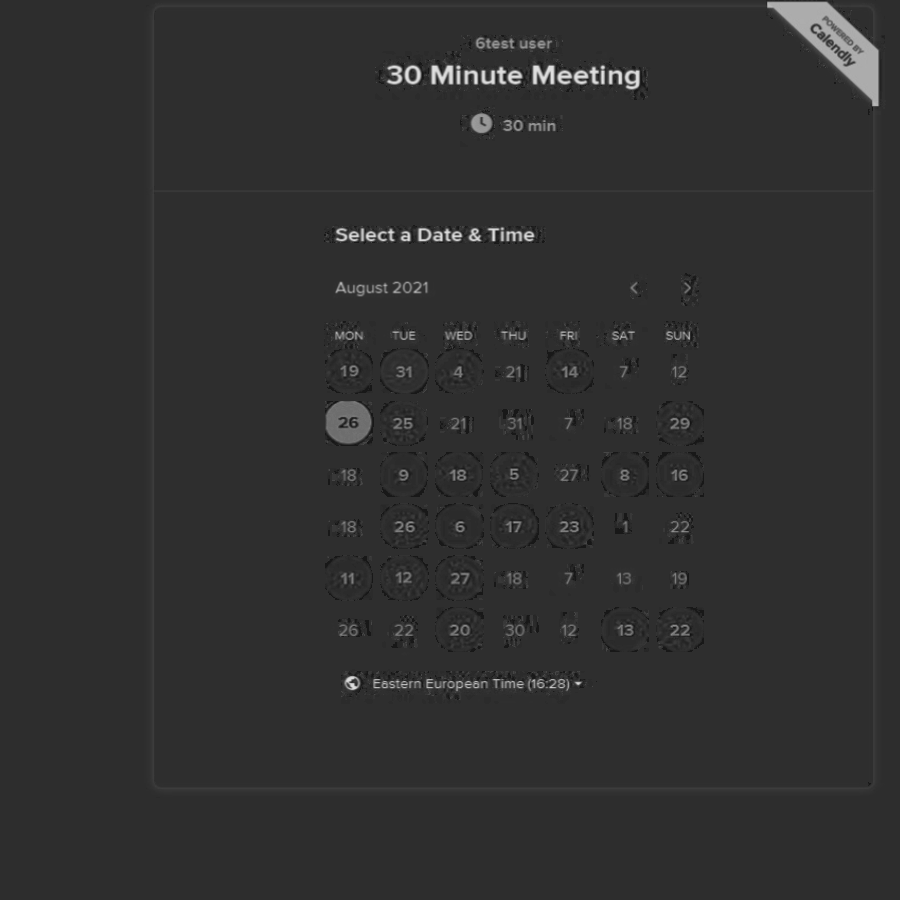 6test user
POWERED BY
Calendly
30 Minute Meeting
30 min
Select a Date & Time
August 2021
MON TUE WED THU FRI SAT SUN
19 31 4 21 14 7 12
26 25 21 31 7 18 29
18 9 18 5 27 8 16
18 26 6 17 23 1 22
11 12 27 18 7 13 19
26 22 20 30 12 13 22
Eastern European Time (16:28)